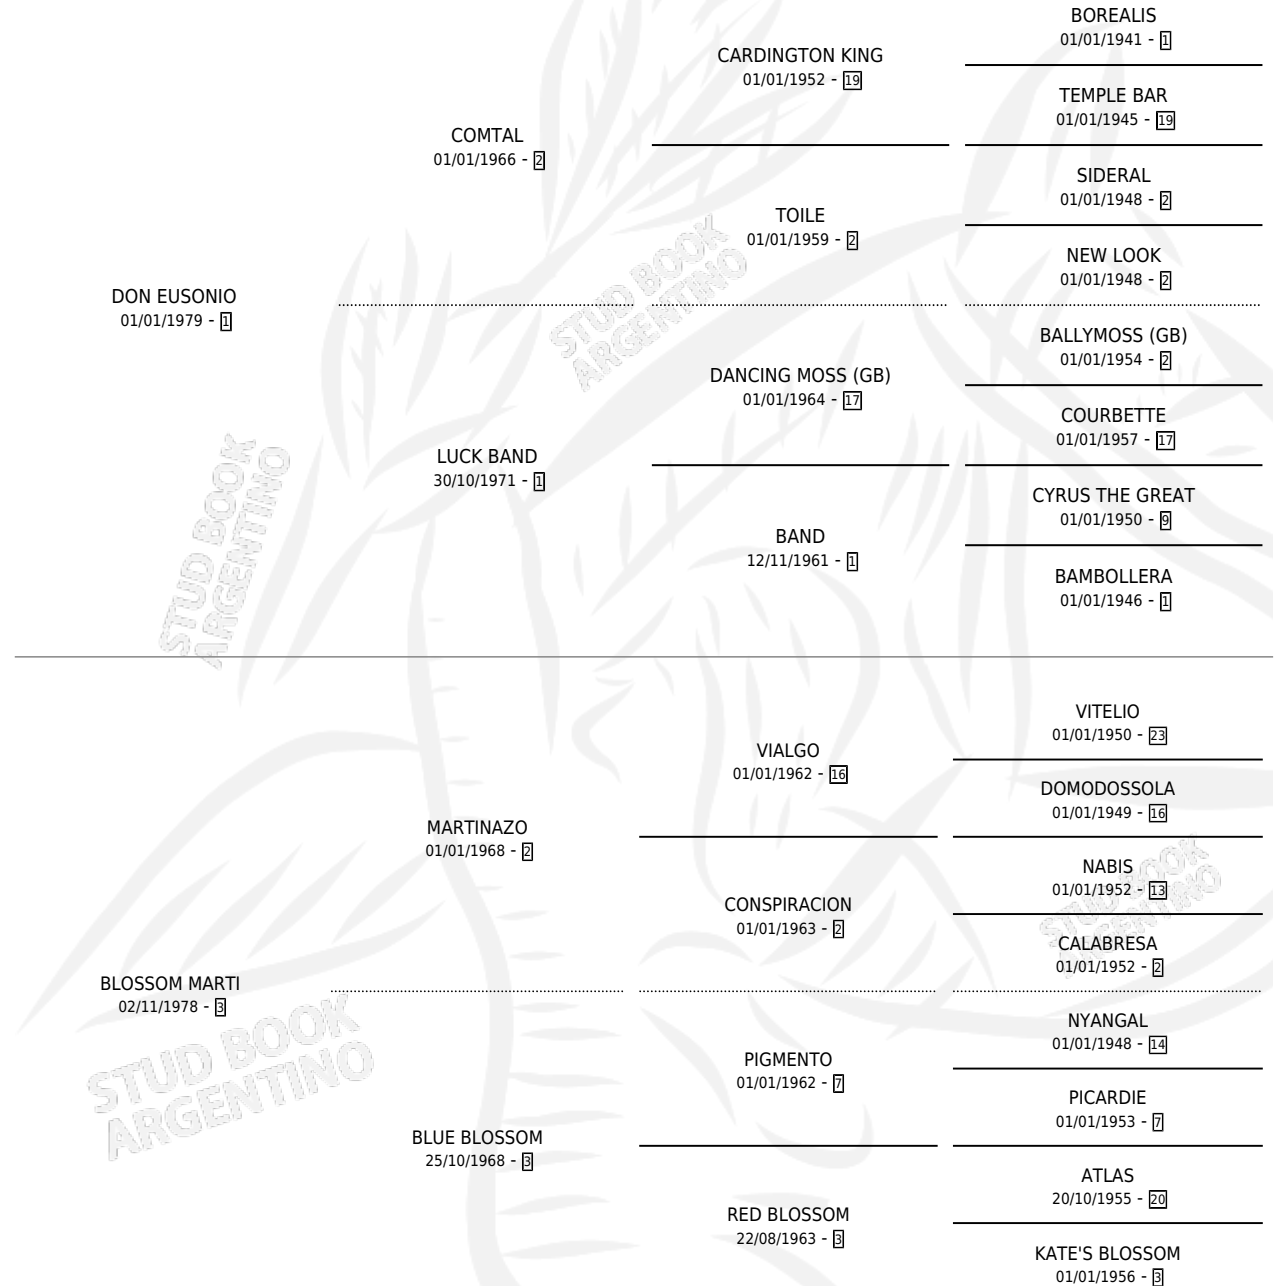 BOREALIS
01/01/1941 - 1
CARDINGTON KING
01/01/1952 - 19
TEMPLE BAR
01/01/1945 - 19
COMTAL
01/01/1966 - 2
SIDERAL
01/01/1948 - 2
TOILE
01/01/1959 - 2
NEW LOOK
01/01/1948 - 2
DON EUSONIO
01/01/1979 - 1
BALLYMOSS (GB)
01/01/1954 - 2
DANCING MOSS (GB)
01/01/1964 - 17
COURBETTE
01/01/1957 - 17
LUCK BAND
30/10/1971 - 1
CYRUS THE GREAT
01/01/1950 - 9
BAND
12/11/1961 - 1
BAMBOLLERA
01/01/1946 - 1
VITELIO
01/01/1950 - 23
VIALGO
01/01/1962 - 16
DOMODOSSOLA
01/01/1949 - 16
MARTINAZO
01/01/1968 - 2
NABIS
01/01/1952 - 13
CONSPIRACION
01/01/1963 - 2
CALABRESA
01/01/1952 - 2
BLOSSOM MARTI
02/11/1978 - 3
NYANGAL
01/01/1948 - 14
PIGMENTO
01/01/1962 - 7
PICARDIE
01/01/1953 - 7
BLUE BLOSSOM
25/10/1968 - 3
ATLAS
20/10/1955 - 20
RED BLOSSOM
22/08/1963 - 3
KATE'S BLOSSOM
01/01/1956 - 3
STUD BOOK
ARGENTINO
STUD BOOK
ARGENTINO
STUD BOOK
ARGENTINO
STUD BOOK
ARGENTINO